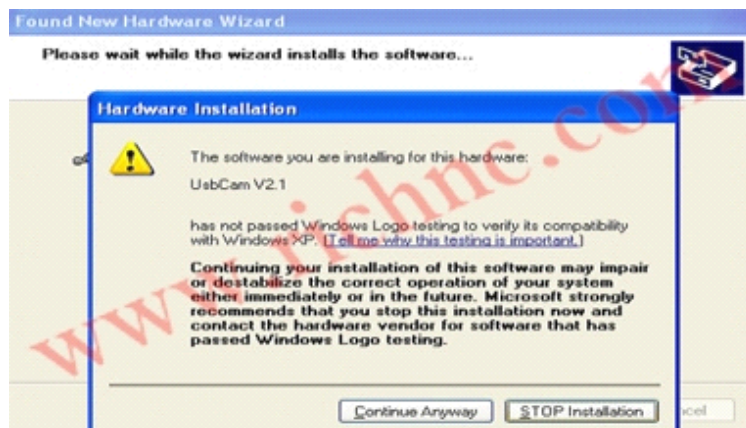 Found New Hardware Wizard
Please wait while the wizard installs the software...
Hardware Installation
The software you are installing for this hardware:
UsbCam V2.1
has not passed Windows Logo testing to verify its compatibility
with Windows XP. (Tell me why this testing is important.)
Continuing your installation of this software may impair
or destabilize the correct operation of your system
either immediately or in the future. Microsoft strongly
recommends that you stop this installation now and
contact the hardware vendor for software that has
passed Windows Logo testing.
Continue Anyway
STOP Installation
ncel
www.richnc.com